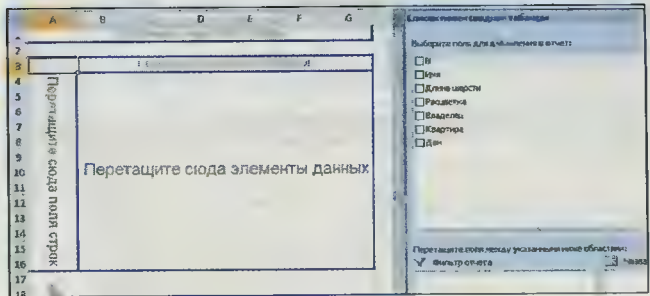 A B D E F G
2
3
4
5
6
7
8
9
10
11
12
13
14
15
16
17
18
Перетащите сюда поля строк
Перетащите сюда элементы данных
Список полей сводной таблицы
Выберите поля для добавления в отчет:
N
Имя
Длина шерсти
Расцветка
Владелец
Квартира
Дом
Перетащите поля между указанными ниже областями:
Фильтр отчета